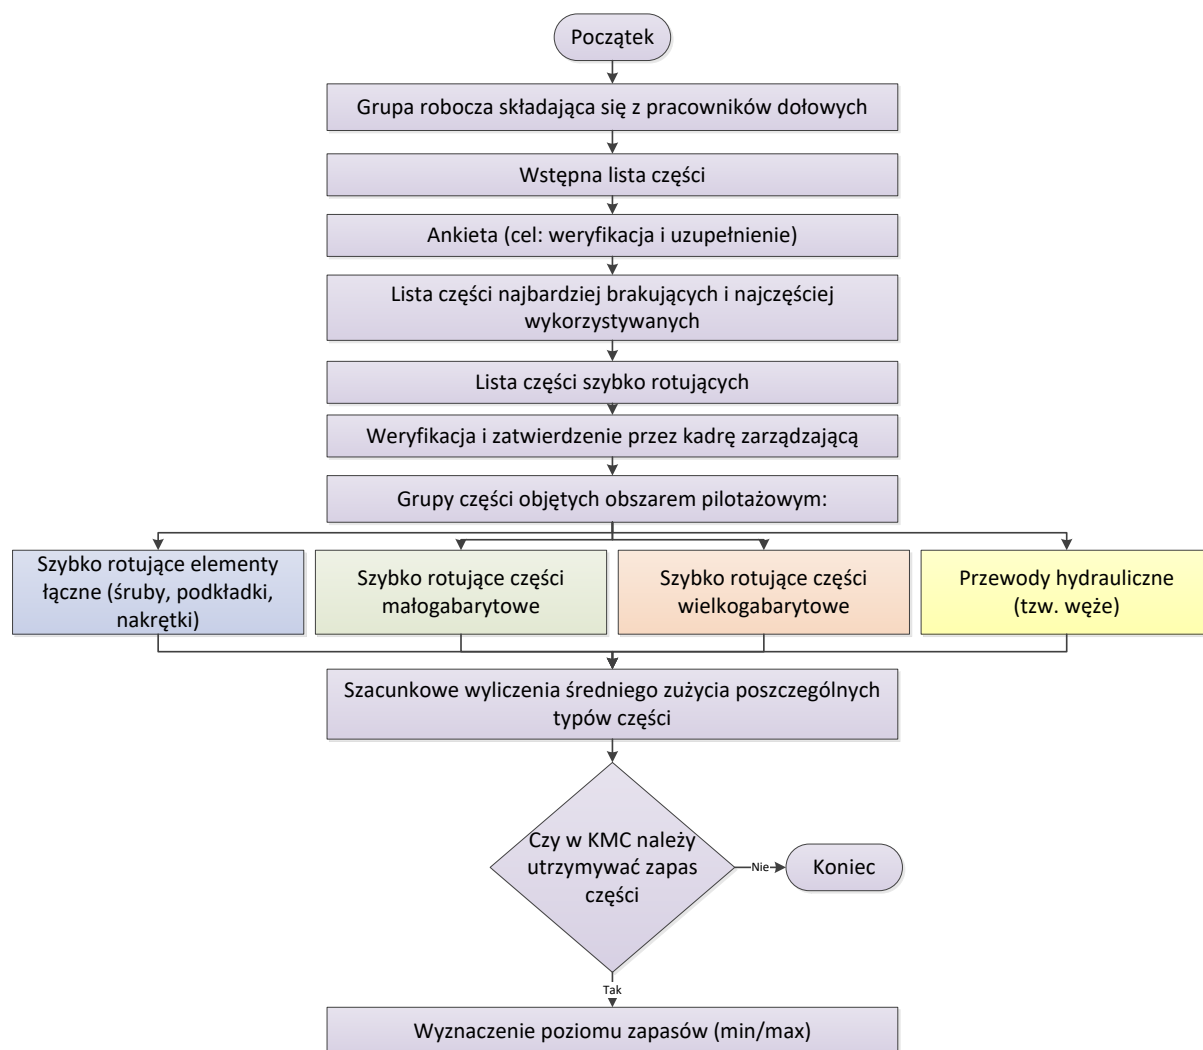 Początek
Grupa robocza składająca się z pracowników dołowych
Wstępna lista części
Ankieta (cel: weryfikacja i uzupełnienie)
Lista części najbardziej brakujących i najczęściej
wykorzystywanych
Lista części szybko rotujących
Weryfikacja i zatwierdzenie przez kadrę zarządzającą
Grupy części objętych obszarem pilotażowym:
Szybko rotujące elementy
łączne (śruby, podkładki,
nakrętki)
Szybko rotujące części
małogabarytowe
Szybko rotujące części
wielkogabarytowe
Przewody hydrauliczne
(tzw. węże)
Szacunkowe wyliczenia średniego zużycia poszczególnych
typów części
Czy w KMC należy
utrzymywać zapas
części
Nie
Koniec
Tak
Wyznaczenie poziomu zapasów (min/max)